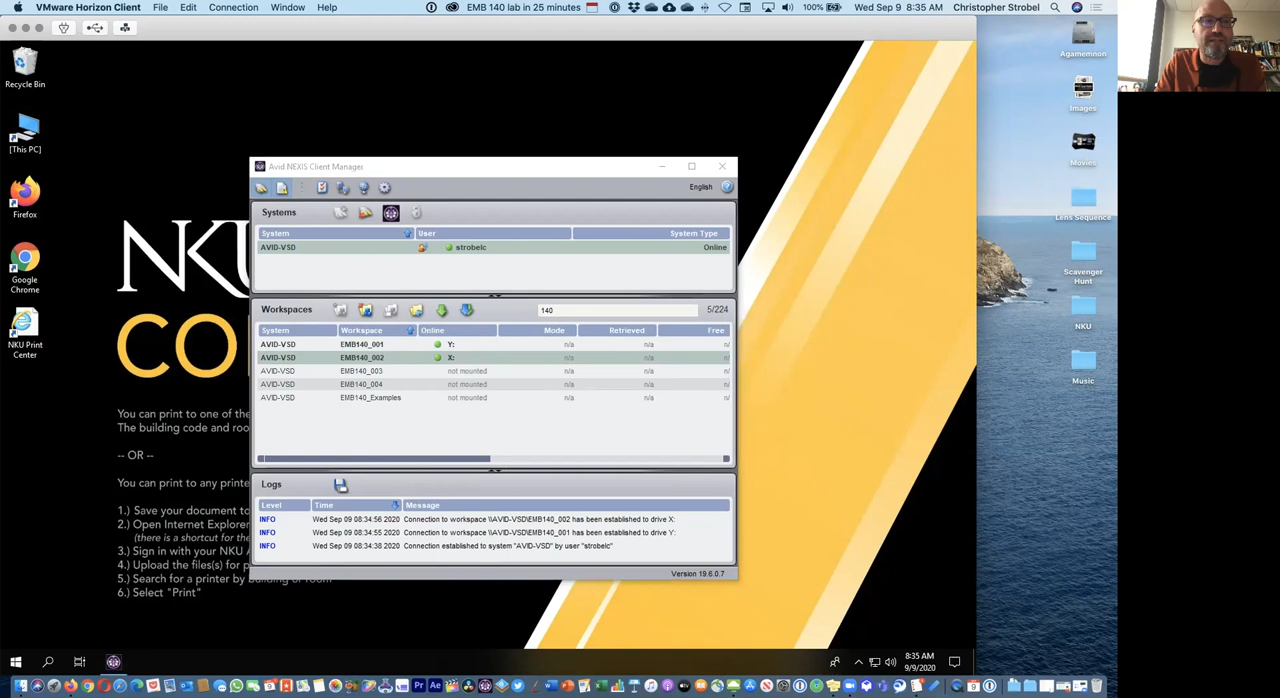 VMware Horizon Client File Edit Connection Window Help EMB 140 lab in 25 minutes 100% Wed Sep 9 8:35 AM Christopher Strobel
Recycle Bin
[This PC]
Firefox
Google
Chrome
NKU Print
Center
NKU
CO
You can print to one of the
The building code and roo
-- OR --
You can print to any printe
1.) Save your document to
2.) Open Internet Explorer
(there is a shortcut for the
3.) Sign in with your NKU A
4.) Upload the files(s) for p
5.) Search for a printer by building or room
6.) Select "Print"
Avid NEXIS Client Manager
English
Systems
System User System Type
AVID-VSD strobelc Online
Workspaces 140 5/224
System Workspace Online Mode Retrieved Free
AVID-VSD EMB140_001 Y: n/a n/a n/
AVID-VSD EMB140_002 X: n/a n/a n/
AVID-VSD EMB140_003 not mounted n/a n/a n/
AVID-VSD EMB140_004 not mounted n/a n/a n/
AVID-VSD EMB140_Examples not mounted n/a n/a n/
Logs
Level Time Message
INFO Wed Sep 09 08:34:56 2020 Connection to workspace \\AVID-VSD\EMB140_002 has been established to drive X:
INFO Wed Sep 09 08:34:55 2020 Connection to workspace \\AVID-VSD\EMB140_001 has been established to drive Y:
INFO Wed Sep 09 08:34:38 2020 Connection established to system "AVID-VSD" by user "strobelc"
Version 19.6.0.7
Agamemnon
Images
Movies
Lens Sequence
Scavenger
Hunt
NKU
Music
8:35 AM
9/9/2020
Pr Ae